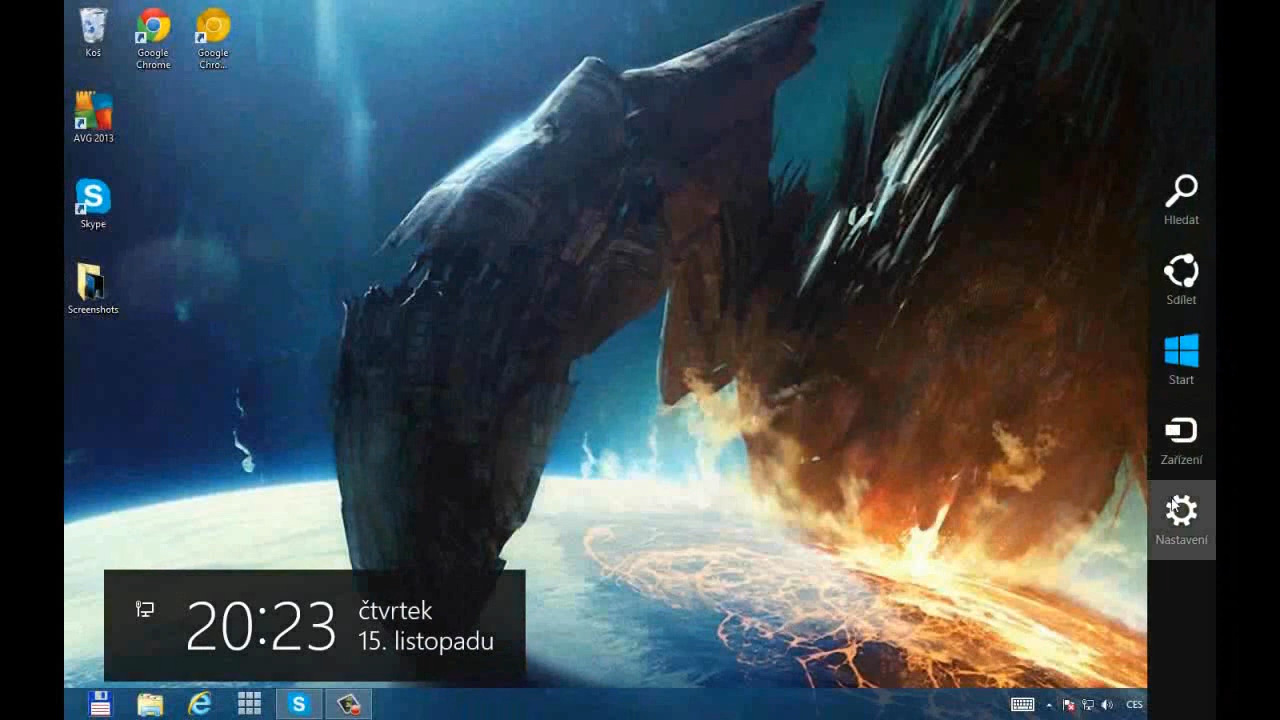 Koš
Google
Chrome
Google
Chro...
AVG 2013
Skype
Screenshots
Hledat
Sdílet
Start
Zařízení
Nastavení
20:23
čtvrtek
15. listopadu
CES